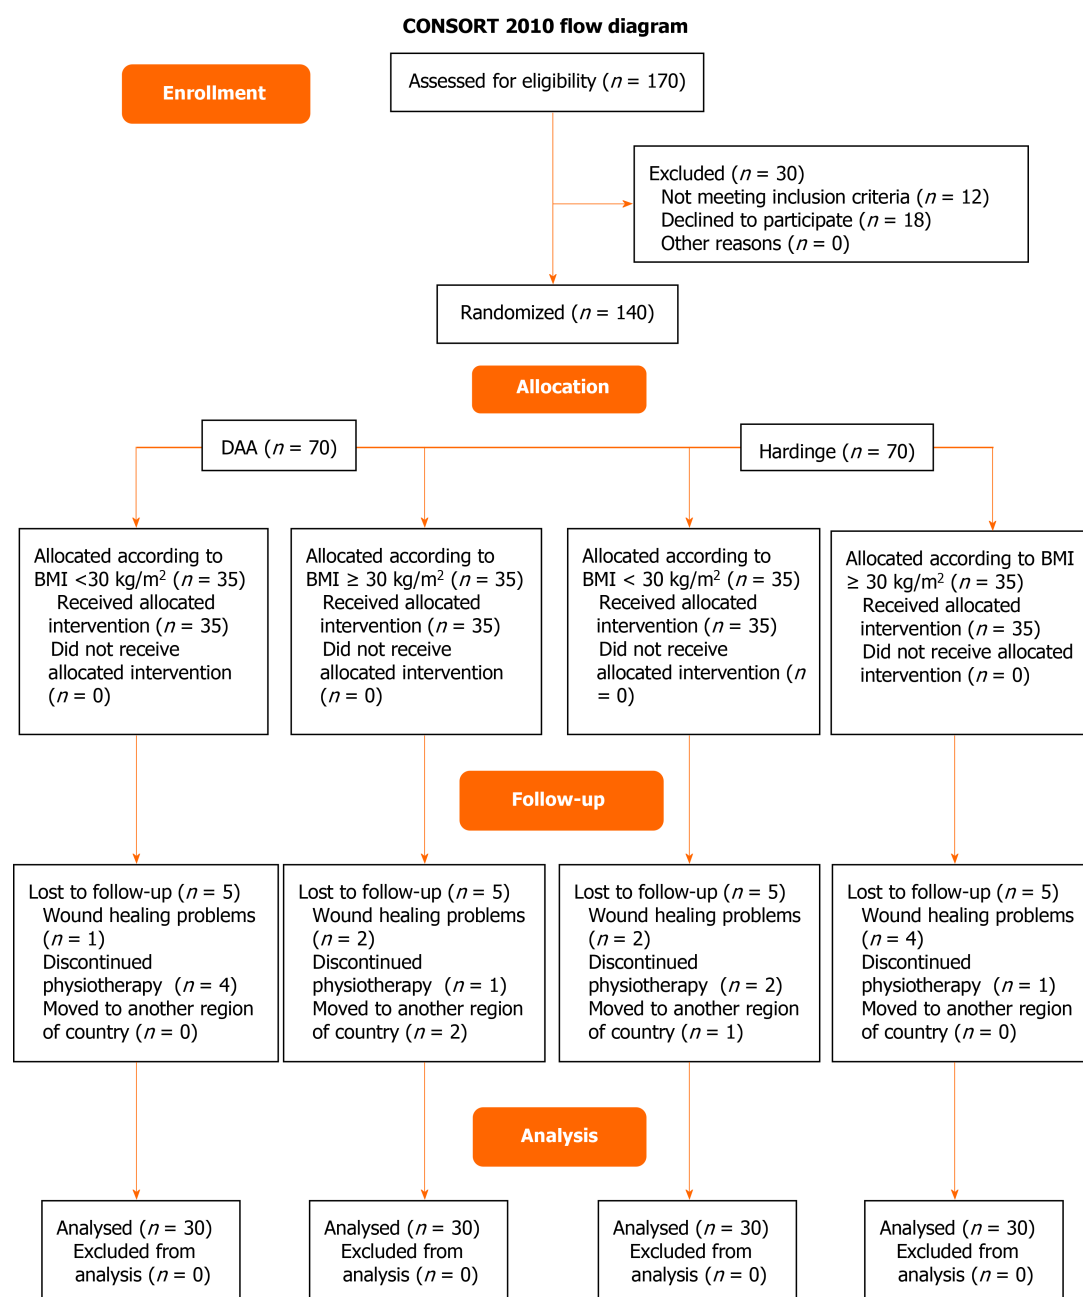 CONSORT 2010 flow diagram
Enrollment
Assessed for eligibility (n = 170)
Excluded (n = 30)
Not meeting inclusion criteria (n = 12)
Declined to participate (n = 18)
Other reasons (n = 0)
Randomized (n = 140)
Allocation
DAA (n = 70)
Hardinge (n = 70)
Allocated according to
BMI <30 kg/m² (n = 35)
Received allocated
intervention (n = 35)
Did not receive
allocated intervention
(n = 0)
Allocated according to
BMI ≥ 30 kg/m² (n = 35)
Received allocated
intervention (n = 35)
Did not receive
allocated intervention
(n = 0)
Allocated according to
BMI < 30 kg/m² (n = 35)
Received allocated
intervention (n = 35)
Did not receive
allocated intervention (n
= 0)
Allocated according to BMI
≥ 30 kg/m² (n = 35)
Received allocated
intervention (n = 35)
Did not receive allocated
intervention (n = 0)
Follow-up
Lost to follow-up (n = 5)
Wound healing problems
(n = 1)
Discontinued
physiotherapy (n = 4)
Moved to another region
of country (n = 0)
Lost to follow-up (n = 5)
Wound healing problems
(n = 2)
Discontinued
physiotherapy (n = 1)
Moved to another region
of country (n = 2)
Lost to follow-up (n = 5)
Wound healing problems
(n = 2)
Discontinued
physiotherapy (n = 2)
Moved to another region
of country (n = 1)
Lost to follow-up (n = 5)
Wound healing problems
(n = 4)
Discontinued
physiotherapy (n = 1)
Moved to another region
of country (n = 0)
Analysis
Analysed (n = 30)
Excluded from
analysis (n = 0)
Analysed (n = 30)
Excluded from
analysis (n = 0)
Analysed (n = 30)
Excluded from
analysis (n = 0)
Analysed (n = 30)
Excluded from
analysis (n = 0)